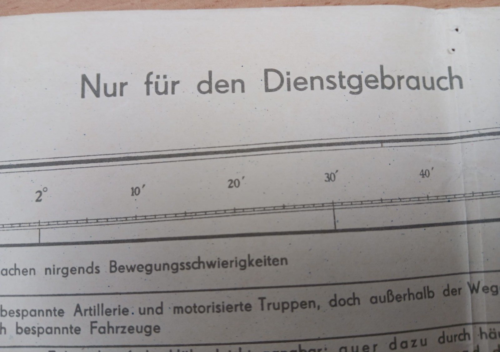 Nur für den Dienstgebrauch
2° 10′ 20′ 30′ 40′
achen nirgends Bewegungsschwierigkeiten
bespannte Artillerie. und motorisierte Truppen, doch außerhalb der Weg
h bespannte Fahrzeuge
quer dazu durch